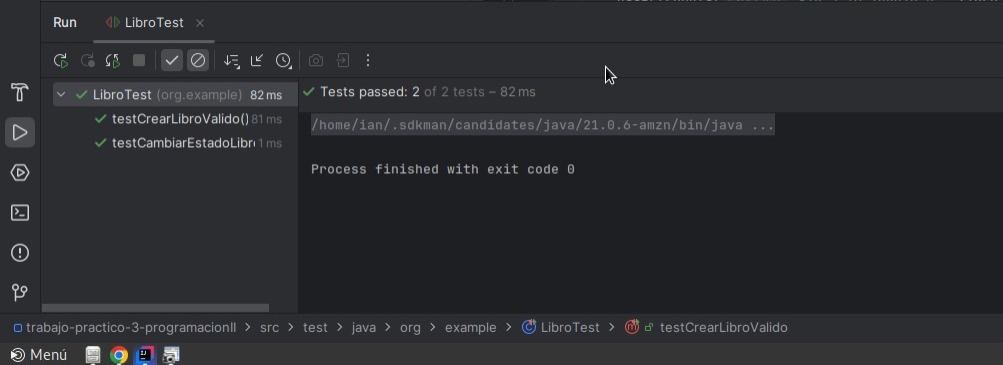 Run LibroTest
LibroTest (org.example) 82 ms
testCrearLibroValido() 81 ms
testCambiarEstadoLibr 1 ms
Tests passed: 2 of 2 tests – 82 ms
/home/ian/.sdkman/candidates/java/21.0.6-amzn/bin/java ...
Process finished with exit code 0
trabajo-practico-3-programacionII > src > test > java > org > example > LibroTest > testCrearLibroValido
Menú